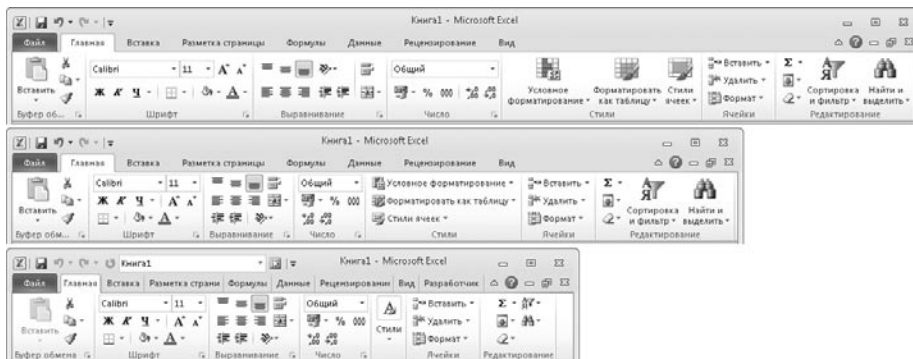 Книга1 - Microsoft Excel
Файл Главная Вставка Разметка страницы Формулы Данные Рецензирование Вид
Calibri 11 Общий Вставить Σ
Вставить Ж К Ч % 000 Условное форматирование Форматировать как таблицу Стили ячеек Удалить Сортировка и фильтр Найти и выделить
Формат
Буфер об... Шрифт Выравнивание Число Стили Ячейки Редактирование
Книга1 - Microsoft Excel
Файл Главная Вставка Разметка страницы Формулы Данные Рецензирование Вид
Calibri 11 Общий Условное форматирование Вставить Σ
Вставить Ж К Ч А А % 000 Форматировать как таблицу Удалить Сортировка и фильтр Найти и выделить
Стили ячеек Формат
Буфер обм... Шрифт Выравнивание Число Стили Ячейки Редактирование
Книга1 Книга1 - Microsoft Excel
Файл Главная Вставка Разметка страни Формулы Данные Рецензировани Вид Разработчик
Calibri 11 Общий Вставить Σ
Вставить Ж К Ч А А % 000 Стили Удалить
Формат
Буфер обмена Шрифт Выравнивание Число Ячейки Редактирование